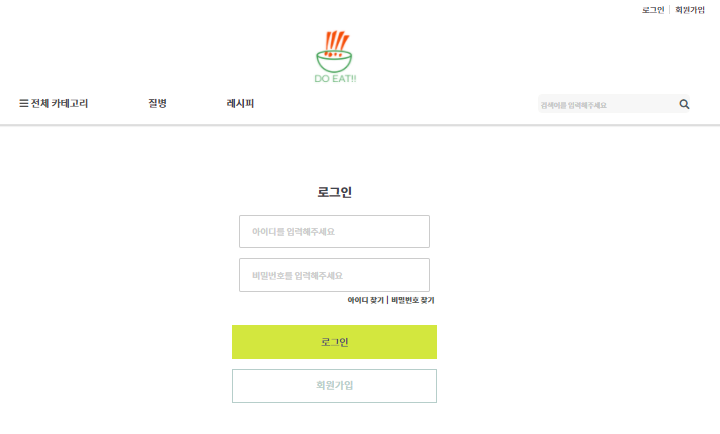 로그인 | 회원가입
DO EAT!!
전체 카테고리 질병 레시피 검색어를 입력해주세요
로그인
아이디를 입력해주세요
비밀번호를 입력해주세요
아이디 찾기 | 비밀번호 찾기
로그인
회원가입